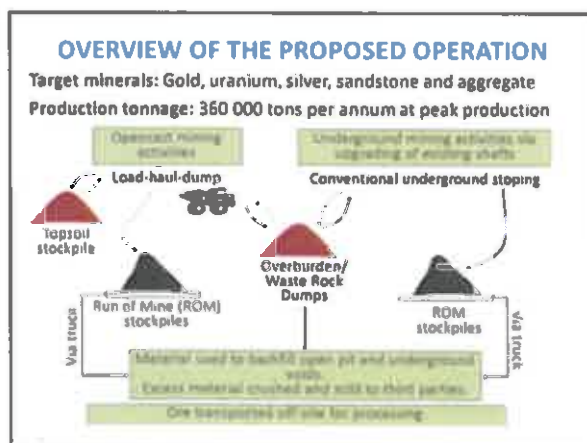 OVERVIEW OF THE PROPOSED OPERATION
Target minerals: Gold, uranium, silver, sandstone and aggregate
Production tonnage: 360 000 tons per annum at peak production
Opencast mining
activities
Underground mining activities via
upgrading of existing shafts
Load-haul-dump
Conventional underground stoping
Topsoil
stockpile
Overburden/
Waste Rock
Dumps
Run of Mine (ROM)
stockpiles
ROM
stockpiles
Via truck
Via truck
Material used to backfill open pit and underground
voids.
Excess material crushed and sold to third parties.
Ore transported off site for processing